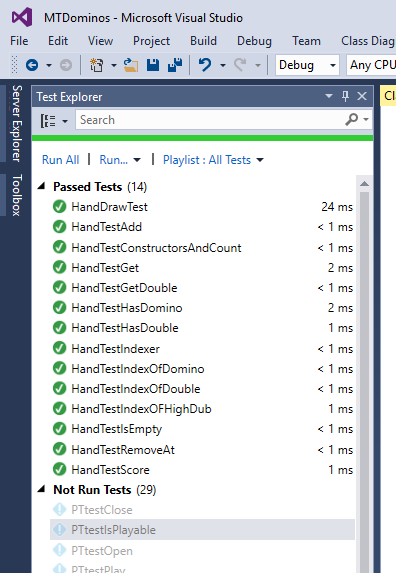 MTDominos - Microsoft Visual Studio
File Edit View Project Build Debug Team Test Class Diag
Debug Any CPU
Server Explorer
Toolbox
Test Explorer
Cl
Search
Run All | Run... | Playlist : All Tests
Passed Tests (14)
HandDrawTest 24 ms
HandTestAdd < 1 ms
HandTestConstructorsAndCount < 1 ms
HandTestGet 2 ms
HandTestGetDouble < 1 ms
HandTestHasDomino 2 ms
HandTestHasDouble 1 ms
HandTestIndexer < 1 ms
HandTestIndexOfDomino < 1 ms
HandTestIndexOfDouble < 1 ms
HandTestIndexOFHighDub 1 ms
HandTestIsEmpty < 1 ms
HandTestRemoveAt < 1 ms
HandTestScore 1 ms
Not Run Tests (29)
PTtestClose
PTtestIsPlayable
PTtestOpen
PTtestPlay